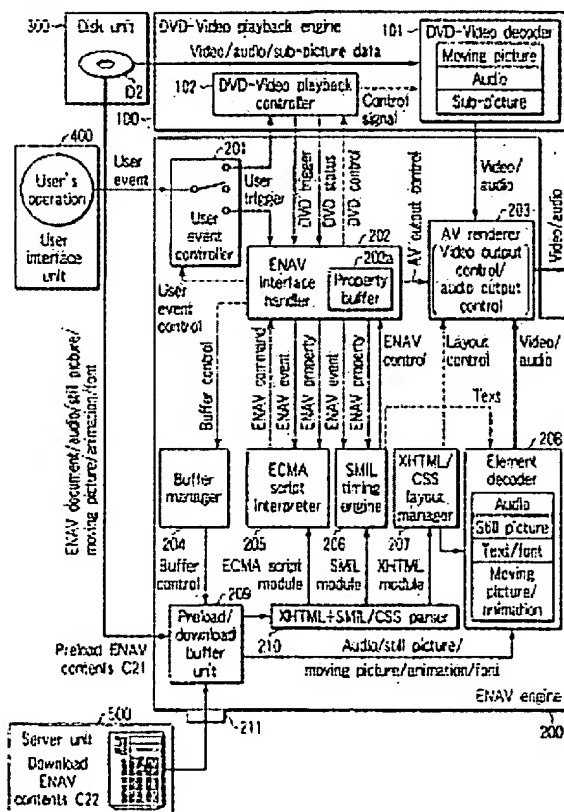 300
Disk unit
D2
DVD-Video playback engine
Video/audio/sub-picture data
101
DVD-Video decoder
Moving picture
Audio
Sub-picture
102
DVD-Video playback
controller
Control
signal
100
400
User's
operation
User
interface
unit
User
event
201
User
trigger
User
event
controller
User
event
control
DVD trigger
DVD status
DVD control
AV output control
Video/
audio
202
ENAV
Interface
handler
202a
Property
buffer
203
AV renderer
Video output
control/
audio output
control
Video/audio
ENAV document/audio/still picture/
moving picture/animation/font
Buffer control
ENAV command
ENAV event
ENAV property
ENAV event
ENAV property
ENAV
control
Layout
control
Video/
audio
Text
Buffer
manager
204
ECMA
script
interpreter
205
SMIL
timing
engine
206
XHTML/
CSS
layout
manager
207
208
Element
decoder
Audio
Still picture
Text/font
Moving
picture/
animation
Buffer
control
ECMA
script
module
SMIL
module
XHTML
module
209
Preload/
download
buffer
unit
XHTML+SMIL/CSS parser
210
Audio/still picture/
moving picture/animation/font
Preload ENAV
contents C21
ENAV engine
211
200
500
Server unit
Download
ENAV
contents C22